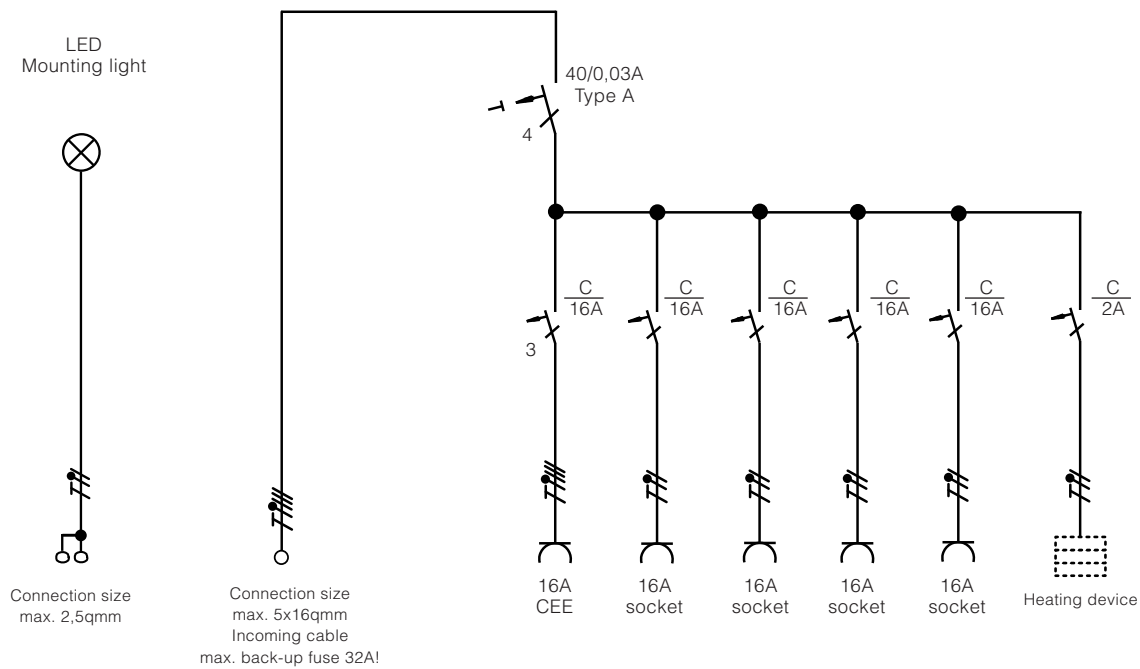 LED
Mounting light
40/0,03A
Type A
4
C
16A
C
16A
C
16A
C
16A
C
16A
C
2A
3
16A
CEE
16A
socket
16A
socket
16A
socket
16A
socket
Heating device
Connection size
max. 2,5qmm
Connection size
max. 5x16qmm
Incoming cable
max. back-up fuse 32A!